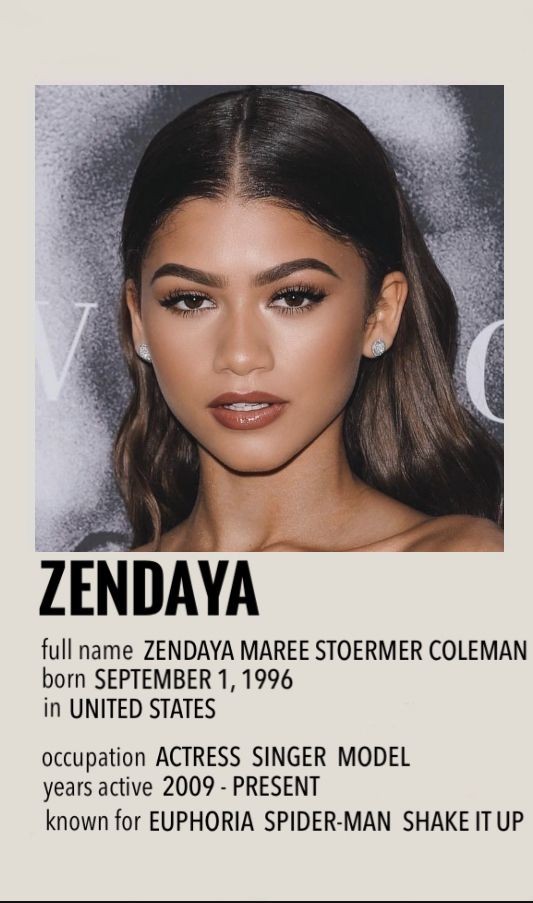 ZENDAYA
full name ZENDAYA MAREE STOERMER COLEMAN
born SEPTEMBER 1, 1996
in UNITED STATES
occupation ACTRESS SINGER MODEL
years active 2009 - PRESENT
known for EUPHORIA SPIDER-MAN SHAKE IT UP